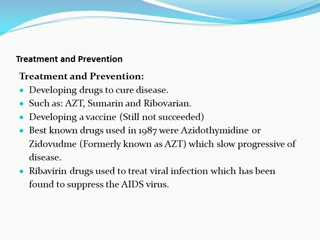 Treatment and Prevention
Treatment and Prevention:
Developing drugs to cure disease.
Such as: AZT, Sumarin and Ribovarian.
Developing a vaccine (Still not succeeded)
Best known drugs used in 1987 were Azidothymidine or
Zidovudme (Formerly known as AZT) which slow progressive of
disease.
Ribavirin drugs used to treat viral infection which has been
found to suppress the AIDS virus.